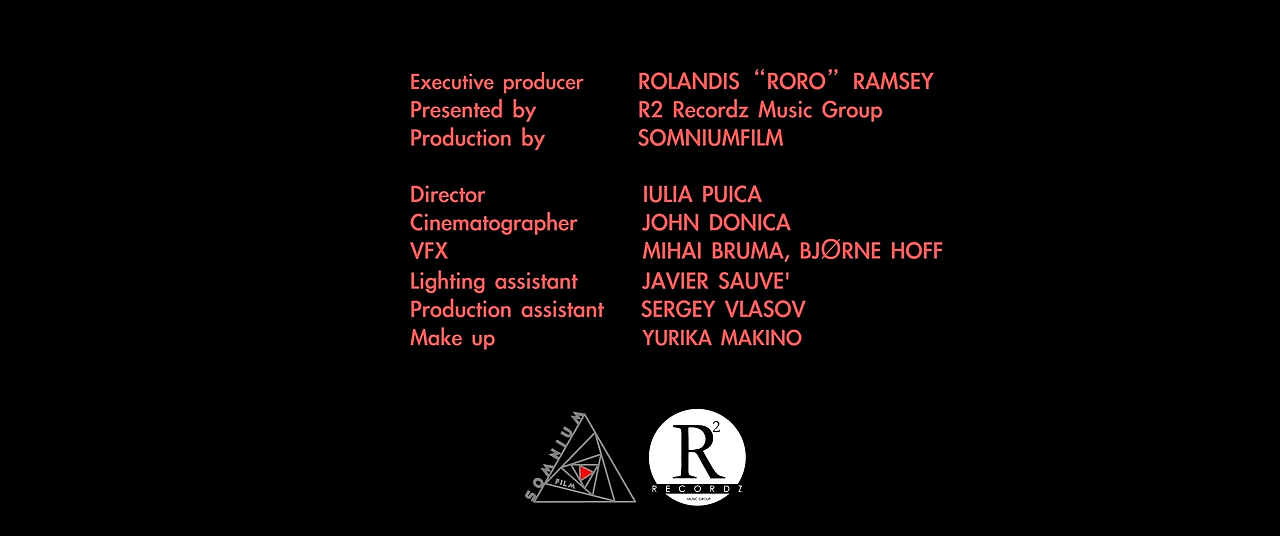 Executive producer ROLANDIS “RORO” RAMSEY
Presented by R2 Recordz Music Group
Production by SOMNIUMFILM
Director IULIA PUICA
Cinematographer JOHN DONICA
VFX MIHAI BRUMA, BJØRNE HOFF
Lighting assistant JAVIER SAUVE'
Production assistant SERGEY VLASOV
Make up YURIKA MAKINO
SOMNIUM
FILM
R2
RECORDZ
MUSIC GROUP